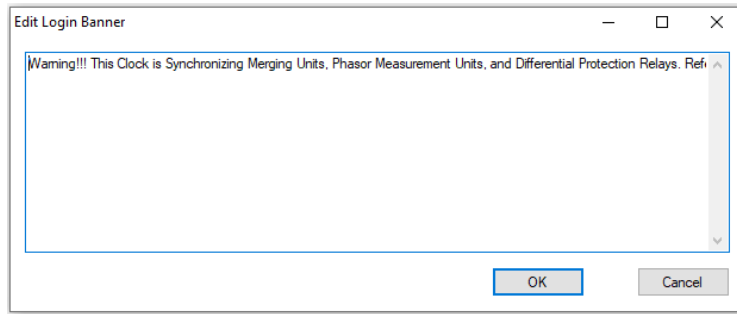 Edit Login Banner
Warning!!! This Clock is Synchronizing Merging Units, Phasor Measurement Units, and Differential Protection Relays.
OK
Cancel